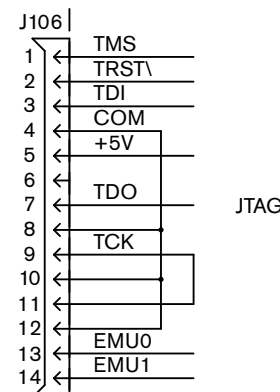 J106
1 TMS
2 TRST\
3 TDI
4 COM
5 +5V
6
7 TDO
JTAG
8
9 TCK
10
11
12
13 EMU0
14 EMU1